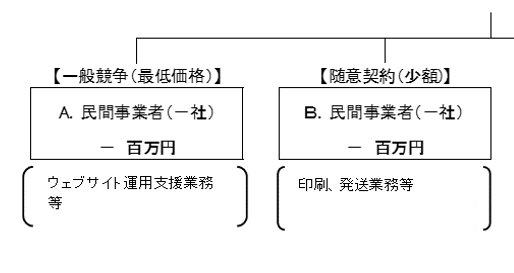 【一般競争（最低価格）】
A. 民間事業者（－社）
－ 百万円
ウェブサイト運用支援業務
等
【随意契約（少額）】
B. 民間事業者（－社）
－ 百万円
印刷、発送業務等